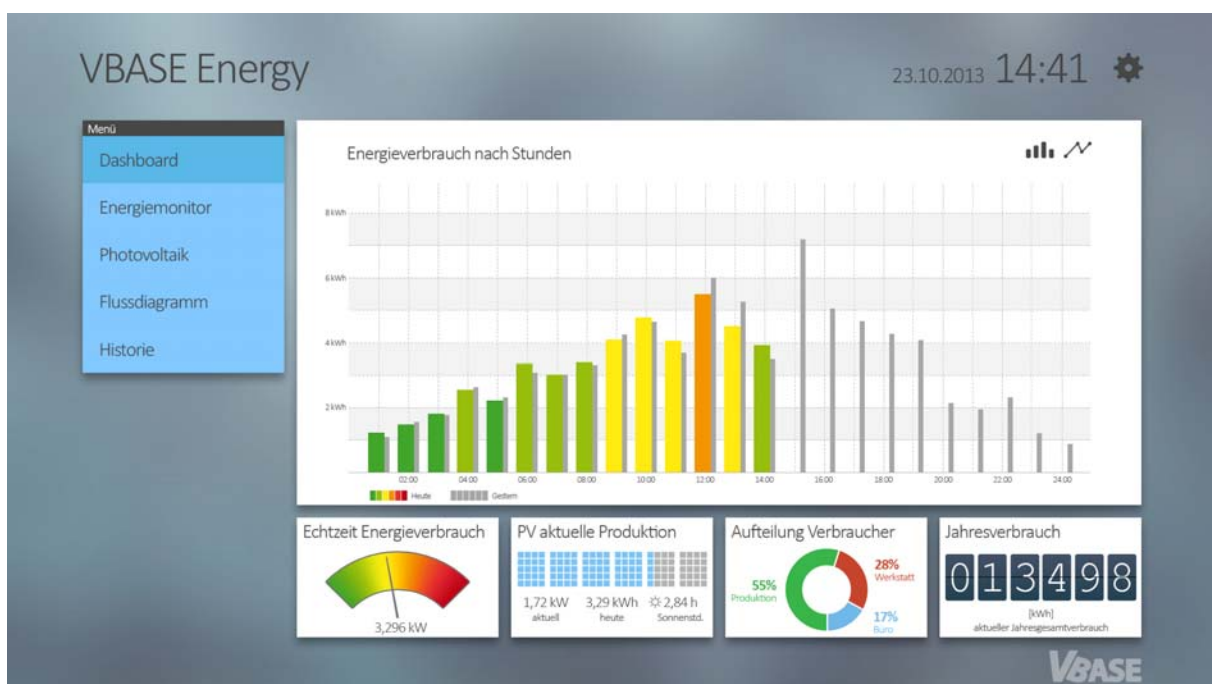 VBASE Energy
23.10.2013 14:41
Menü
Dashboard
Energiemonitor
Photovoltaik
Flussdiagramm
Historie
Energieverbrauch nach Stunden
8 kWh
6 kWh
4 kWh
2 kWh
02:00 04:00 06:00 08:00 10:00 12:00 14:00 16:00 18:00 20:00 22:00 24:00
Heute Gestern
Echtzeit Energieverbrauch
3,296 kW
PV aktuelle Produktion
1,72 kW 3,29 kWh 2,84 h
aktuell heute Sonnenstd.
Aufteilung Verbraucher
28%
Werkstatt
55%
Produktion
17%
Büro
Jahresverbrauch
013498
[kWh]
aktueller Jahresgesamtverbrauch
VBASE